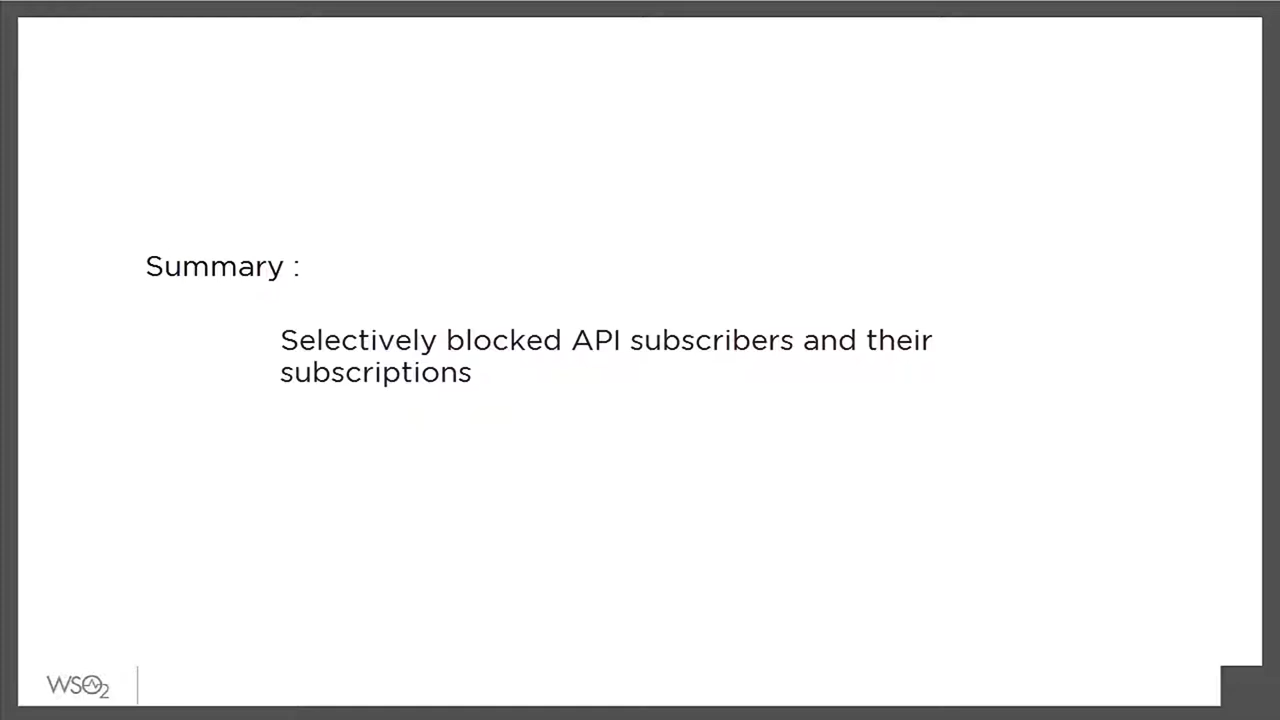 Summary :
Selectively blocked API subscribers and their
subscriptions
WSO2